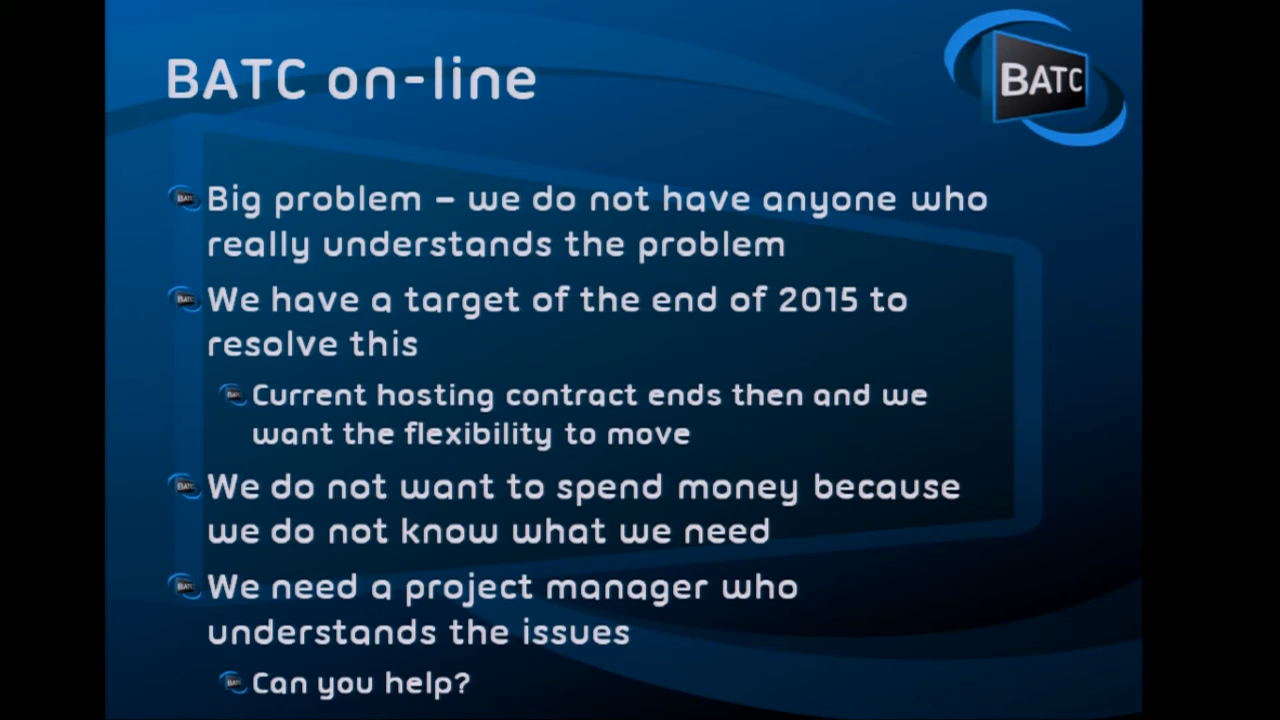 BATC on-line
BATC
Big problem – we do not have anyone who
really understands the problem
We have a target of the end of 2015 to
resolve this
Current hosting contract ends then and we
want the flexibility to move
We do not want to spend money because
we do not know what we need
We need a project manager who
understands the issues
Can you help?